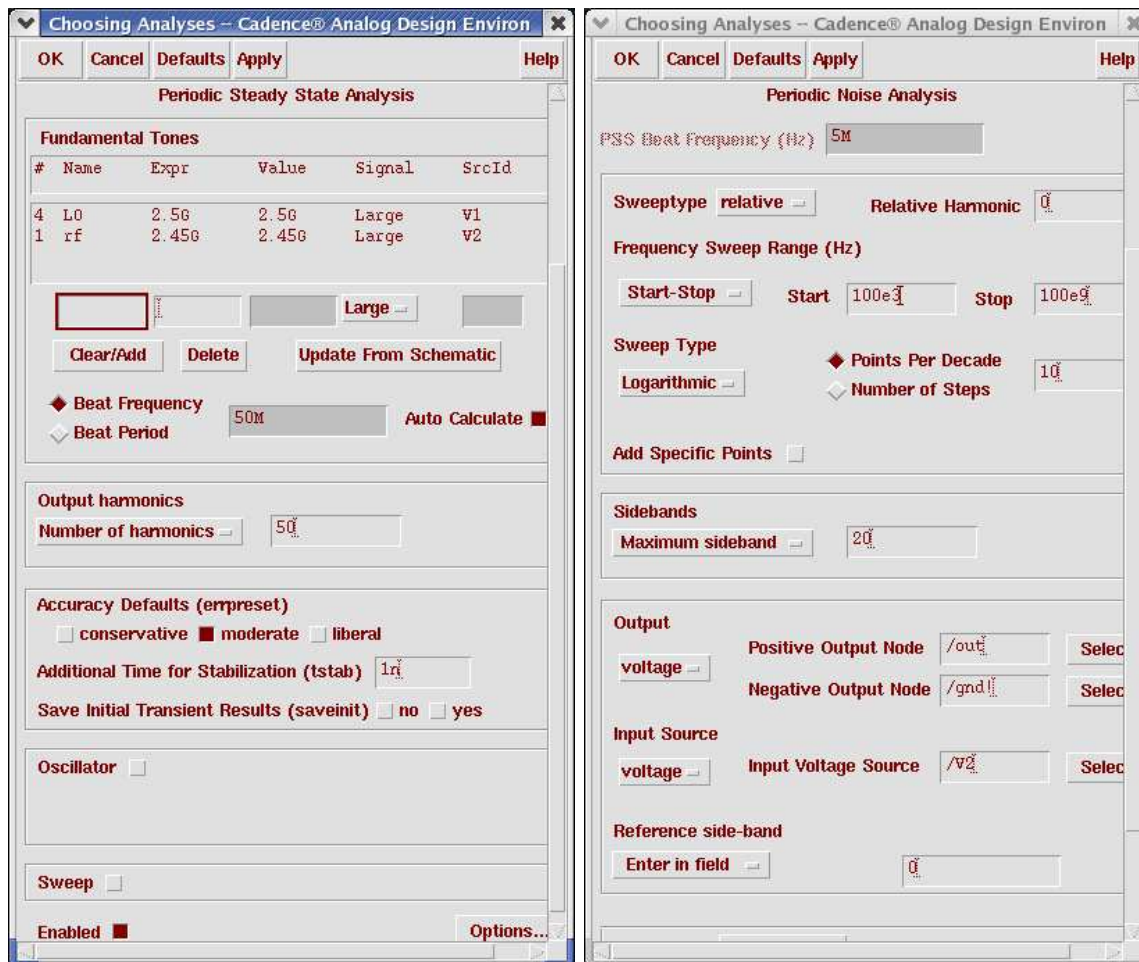 Choosing Analyses -- Cadence® Analog Design Environ
OK Cancel Defaults Apply Help
Periodic Steady State Analysis
Fundamental Tones
# Name Expr Value Signal SrcId
4 LO 2.5G 2.5G Large V1
1 rf 2.45G 2.45G Large V2
Large
Clear/Add Delete Update From Schematic
Beat Frequency
Beat Period
50M
Auto Calculate
Output harmonics
Number of harmonics 50
Accuracy Defaults (errpreset)
conservative moderate liberal
Additional Time for Stabilization (tstab) 1n
Save Initial Transient Results (saveinit) no yes
Oscillator
Sweep
Enabled Options...
Choosing Analyses -- Cadence® Analog Design Environ
OK Cancel Defaults Apply Help
Periodic Noise Analysis
PSS Beat Frequency (Hz) 5M
Sweeptype relative Relative Harmonic 0
Frequency Sweep Range (Hz)
Start-Stop Start 100e3 Stop 100e9
Sweep Type
Logarithmic
Points Per Decade
Number of Steps
10
Add Specific Points
Sidebands
Maximum sideband 20
Output
voltage
Positive Output Node /out Selec
Negative Output Node /gnd! Selec
Input Source
voltage Input Voltage Source /V2 Selec
Reference side-band
Enter in field 0